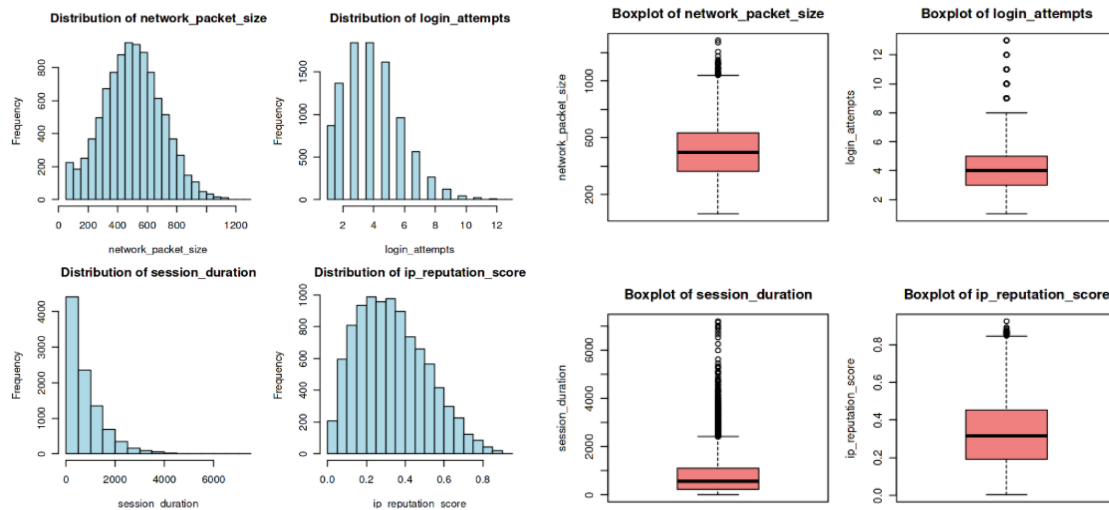 Distribution of network_packet_size
Frequency
0 200 400 600 800
0 200 400 600 800 1200
network_packet_size
Distribution of login_attempts
Frequency
0 500 1000 1500
2 4 6 8 10 12
login_attempts
Boxplot of network_packet_size
network_packet_size
200 600 1000
Boxplot of login_attempts
login_attempts
2 4 6 8 10 12
Distribution of session_duration
Frequency
0 1000 2000 3000 4000
0 2000 4000 6000
session_duration
Distribution of ip_reputation_score
Frequency
0 200 400 600 800 1000
0.0 0.2 0.4 0.6 0.8
ip_reputation_score
Boxplot of session_duration
session_duration
0 2000 4000 6000
Boxplot of ip_reputation_score
ip_reputation_score
0.0 0.2 0.4 0.6 0.8